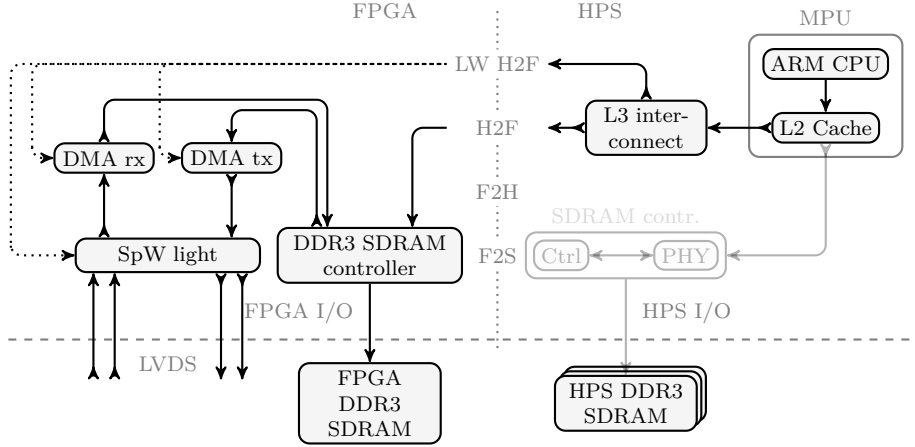 FPGA
HPS
MPU
LW H2F
ARM CPU
H2F
L3 inter-
connect
L2 Cache
DMA rx
DMA tx
F2H
SDRAM contr.
SpW light
DDR3 SDRAM
controller
F2S
Ctrl
PHY
FPGA I/O
HPS I/O
LVDS
FPGA
DDR3
SDRAM
HPS DDR3
SDRAM